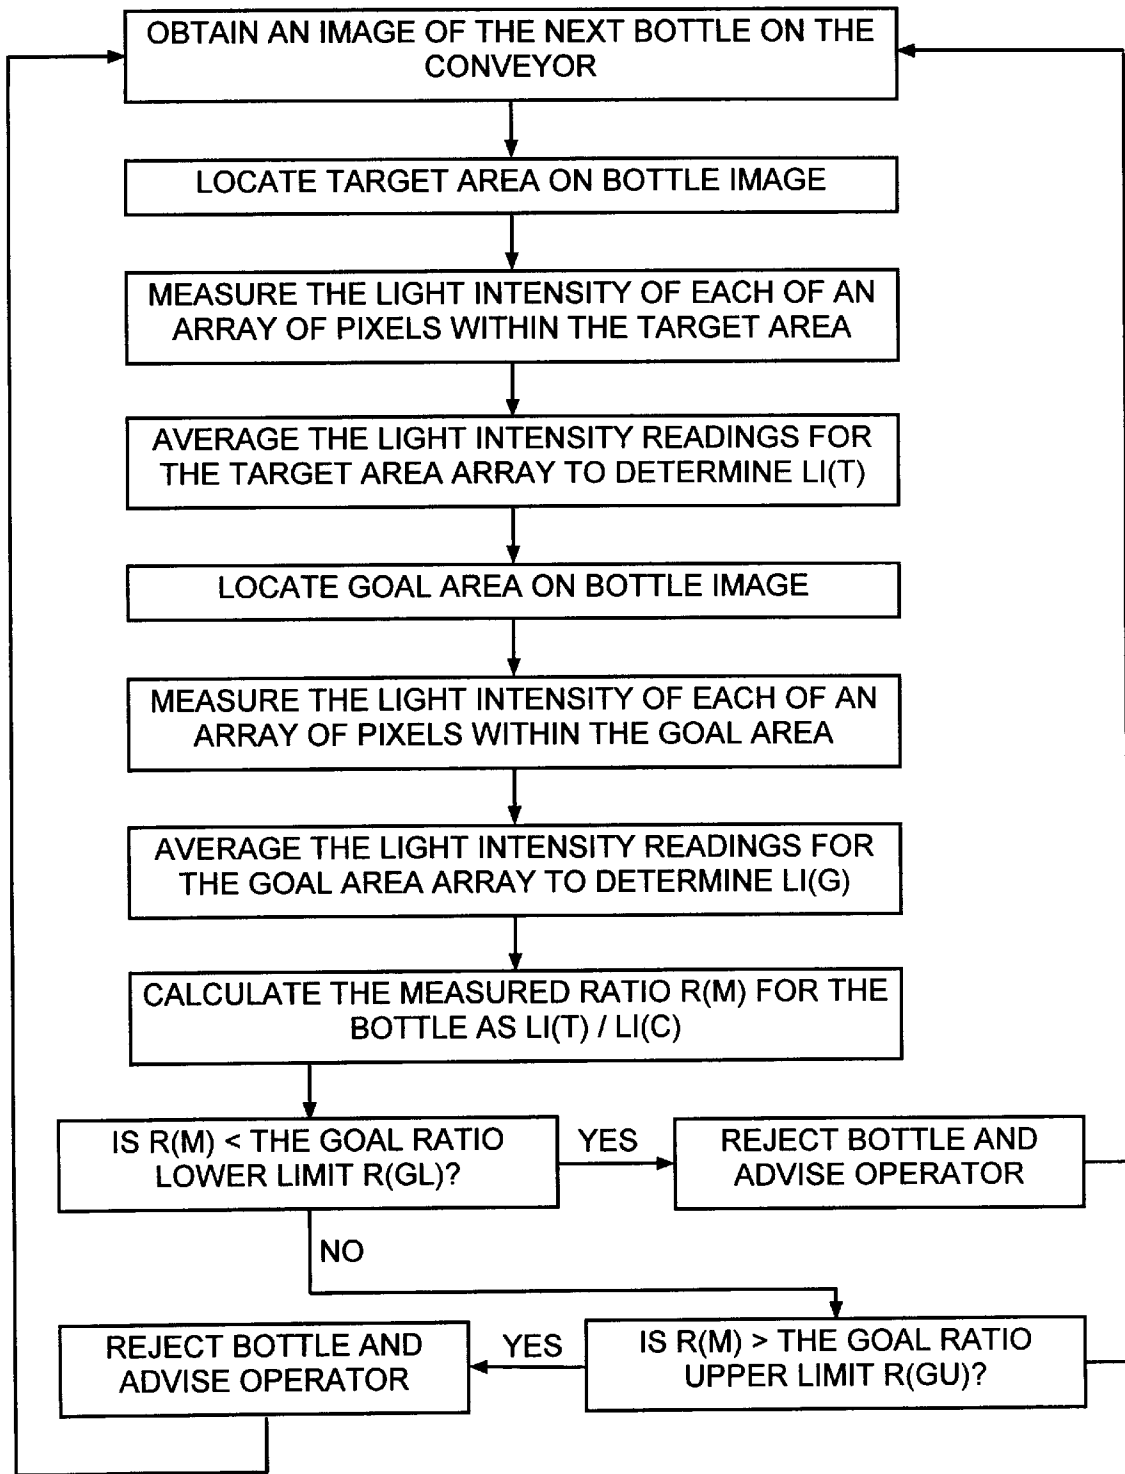 OBTAIN AN IMAGE OF THE NEXT BOTTLE ON THE
CONVEYOR
LOCATE TARGET AREA ON BOTTLE IMAGE
MEASURE THE LIGHT INTENSITY OF EACH OF AN
ARRAY OF PIXELS WITHIN THE TARGET AREA
AVERAGE THE LIGHT INTENSITY READINGS FOR
THE TARGET AREA ARRAY TO DETERMINE LI(T)
LOCATE GOAL AREA ON BOTTLE IMAGE
MEASURE THE LIGHT INTENSITY OF EACH OF AN
ARRAY OF PIXELS WITHIN THE GOAL AREA
AVERAGE THE LIGHT INTENSITY READINGS FOR
THE GOAL AREA ARRAY TO DETERMINE LI(G)
CALCULATE THE MEASURED RATIO R(M) FOR THE
BOTTLE AS LI(T) / LI(C)
IS R(M) < THE GOAL RATIO
LOWER LIMIT R(GL)?
YES
REJECT BOTTLE AND
ADVISE OPERATOR
NO
REJECT BOTTLE AND
ADVISE OPERATOR
YES
IS R(M) > THE GOAL RATIO
UPPER LIMIT R(GU)?